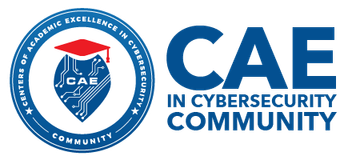 ★ CENTERS OF ACADEMIC EXCELLENCE IN CYBERSECURITY ★
CAE
COMMUNITY
CAE
IN CYBERSECURITY
COMMUNITY